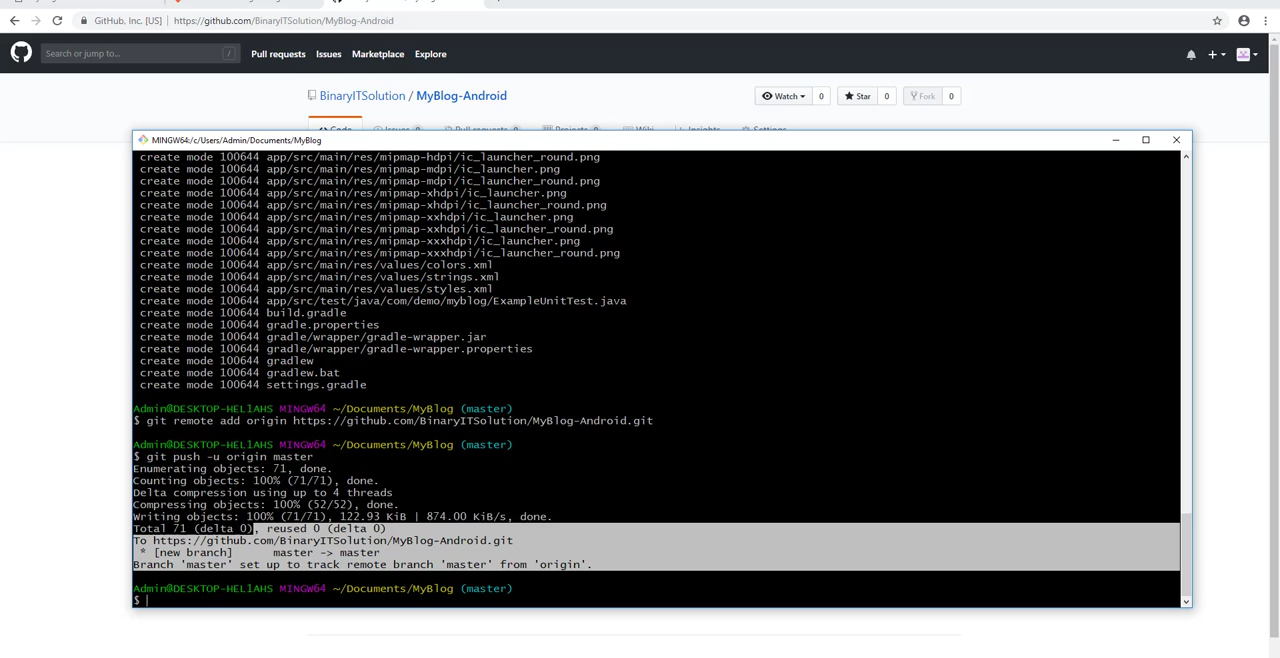 GitHub, Inc. [US] | https://github.com/BinaryITSolution/MyBlog-Android
Search or jump to... / Pull requests Issues Marketplace Explore
BinaryITSolution / MyBlog-Android Watch 0 Star 0 Fork 0
Code Issues 0 Pull requests 0 Projects 0 Wiki Insights Settings
MINGW64:/c/Users/Admin/Documents/MyBlog
create mode 100644 app/src/main/res/mipmap-hdpi/ic_launcher_round.png
create mode 100644 app/src/main/res/mipmap-mdpi/ic_launcher.png
create mode 100644 app/src/main/res/mipmap-mdpi/ic_launcher_round.png
create mode 100644 app/src/main/res/mipmap-xhdpi/ic_launcher.png
create mode 100644 app/src/main/res/mipmap-xhdpi/ic_launcher_round.png
create mode 100644 app/src/main/res/mipmap-xxhdpi/ic_launcher.png
create mode 100644 app/src/main/res/mipmap-xxhdpi/ic_launcher_round.png
create mode 100644 app/src/main/res/mipmap-xxxhdpi/ic_launcher.png
create mode 100644 app/src/main/res/mipmap-xxxhdpi/ic_launcher_round.png
create mode 100644 app/src/main/res/values/colors.xml
create mode 100644 app/src/main/res/values/strings.xml
create mode 100644 app/src/main/res/values/styles.xml
create mode 100644 app/src/test/java/com/demo/myblog/ExampleUnitTest.java
create mode 100644 build.gradle
create mode 100644 gradle.properties
create mode 100644 gradle/wrapper/gradle-wrapper.jar
create mode 100644 gradle/wrapper/gradle-wrapper.properties
create mode 100644 gradlew
create mode 100644 gradlew.bat
create mode 100644 settings.gradle
Admin@DESKTOP-HEL1AHS MINGW64 ~/Documents/MyBlog (master)
$ git remote add origin https://github.com/BinaryITSolution/MyBlog-Android.git
Admin@DESKTOP-HEL1AHS MINGW64 ~/Documents/MyBlog (master)
$ git push -u origin master
Enumerating objects: 71, done.
Counting objects: 100% (71/71), done.
Delta compression using up to 4 threads
Compressing objects: 100% (52/52), done.
Writing objects: 100% (71/71), 122.93 KiB | 874.00 KiB/s, done.
Total 71 (delta 0), reused 0 (delta 0)
To https://github.com/BinaryITSolution/MyBlog-Android.git
* [new branch] master -> master
Branch 'master' set up to track remote branch 'master' from 'origin'.
Admin@DESKTOP-HEL1AHS MINGW64 ~/Documents/MyBlog (master)
$